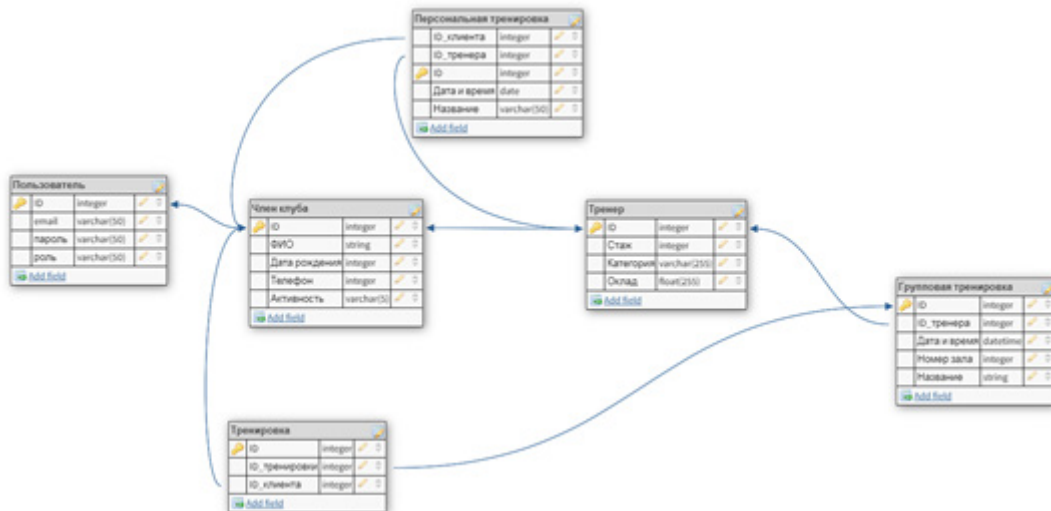 Персональная тренировка
ID_клиента integer
ID_тренера integer
ID integer
Дата и время date
Название varchar(50)
Add field
Пользователь
ID integer
email varchar(50)
пароль varchar(50)
роль varchar(50)
Add field
Член клуба
ID integer
ФИО string
Дата рождения integer
Телефон integer
Активность varchar(5)
Add field
Тренер
ID integer
Стаж integer
Категория varchar(255)
Оклад float(255)
Add field
Групповая тренировка
ID integer
ID_тренера integer
Дата и время datetime
Номер зала integer
Название string
Add field
Тренировка
ID integer
ID_тренировки integer
ID_клиента integer
Add field